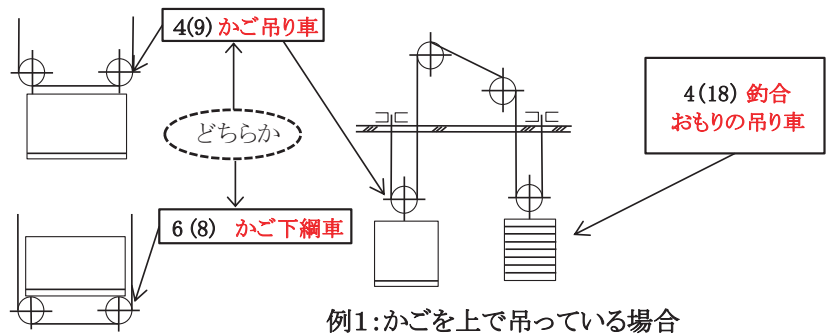 4(9) かご吊り車
どちらか
6(8) かご下綱車
4(18) 釣合
おもりの吊り車
例1:かごを上で吊っている場合